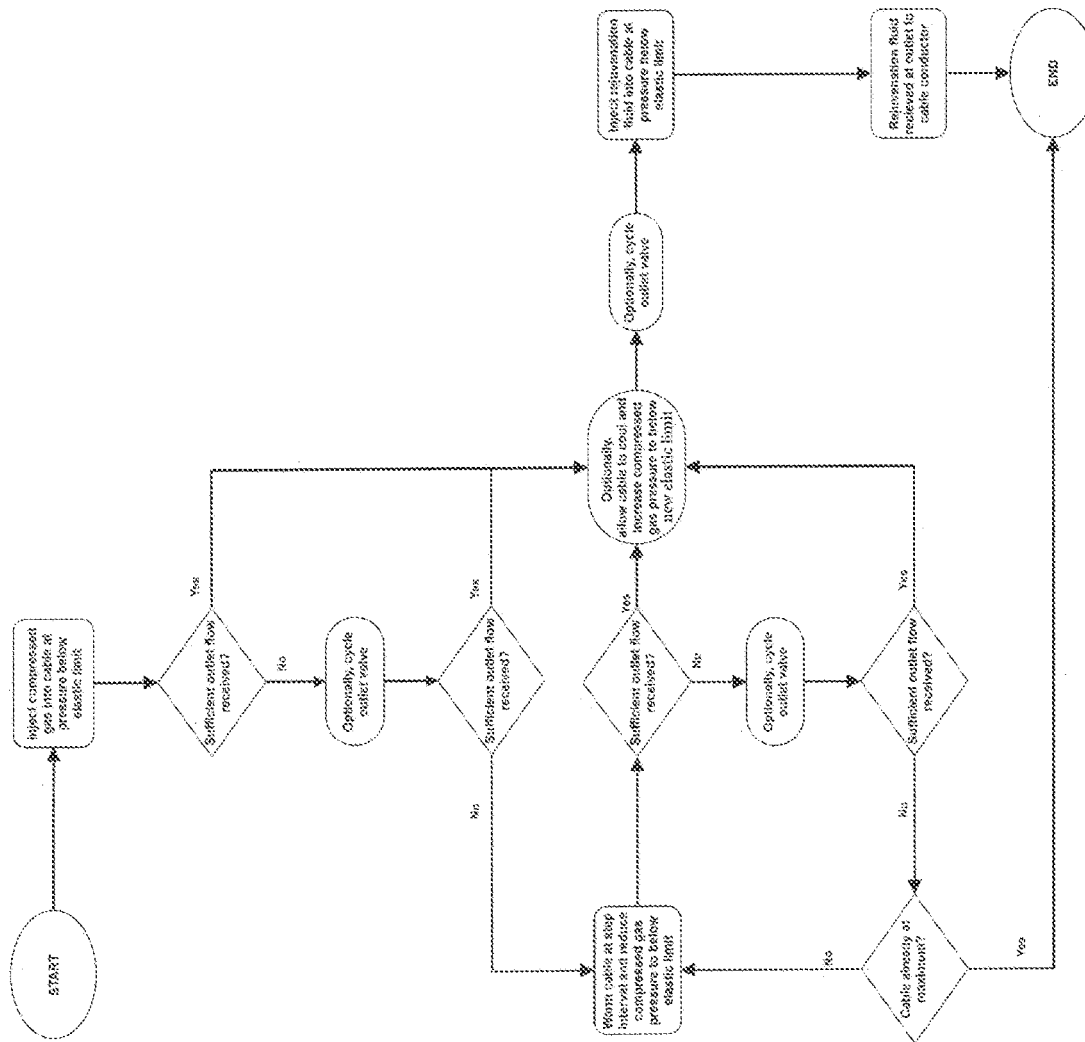 START
Inject compressed
gas into cable at
pressure below
elastic limit
Sufficient outlet flow
received?
Yes
No
Optionally, cycle
outlet valve
Sufficient outlet flow
received?
Yes
No
Warm cable at step
interval and reduce
compressed gas
pressure to below
elastic limit
Sufficient outlet flow
received?
Yes
No
Optionally, cycle
outlet valve
Sufficient outlet flow
received?
Yes
No
Cable already at
maximum?
No
Yes
Optionally,
allow cable to cool and
increase compressed
gas pressure to below
new elastic limit
Optionally, cycle
outlet valve
Inject rejuvenation
fluid into cable at
pressure below
elastic limit
Rejuvenation fluid
recieved at outlet to
cable conductor
END